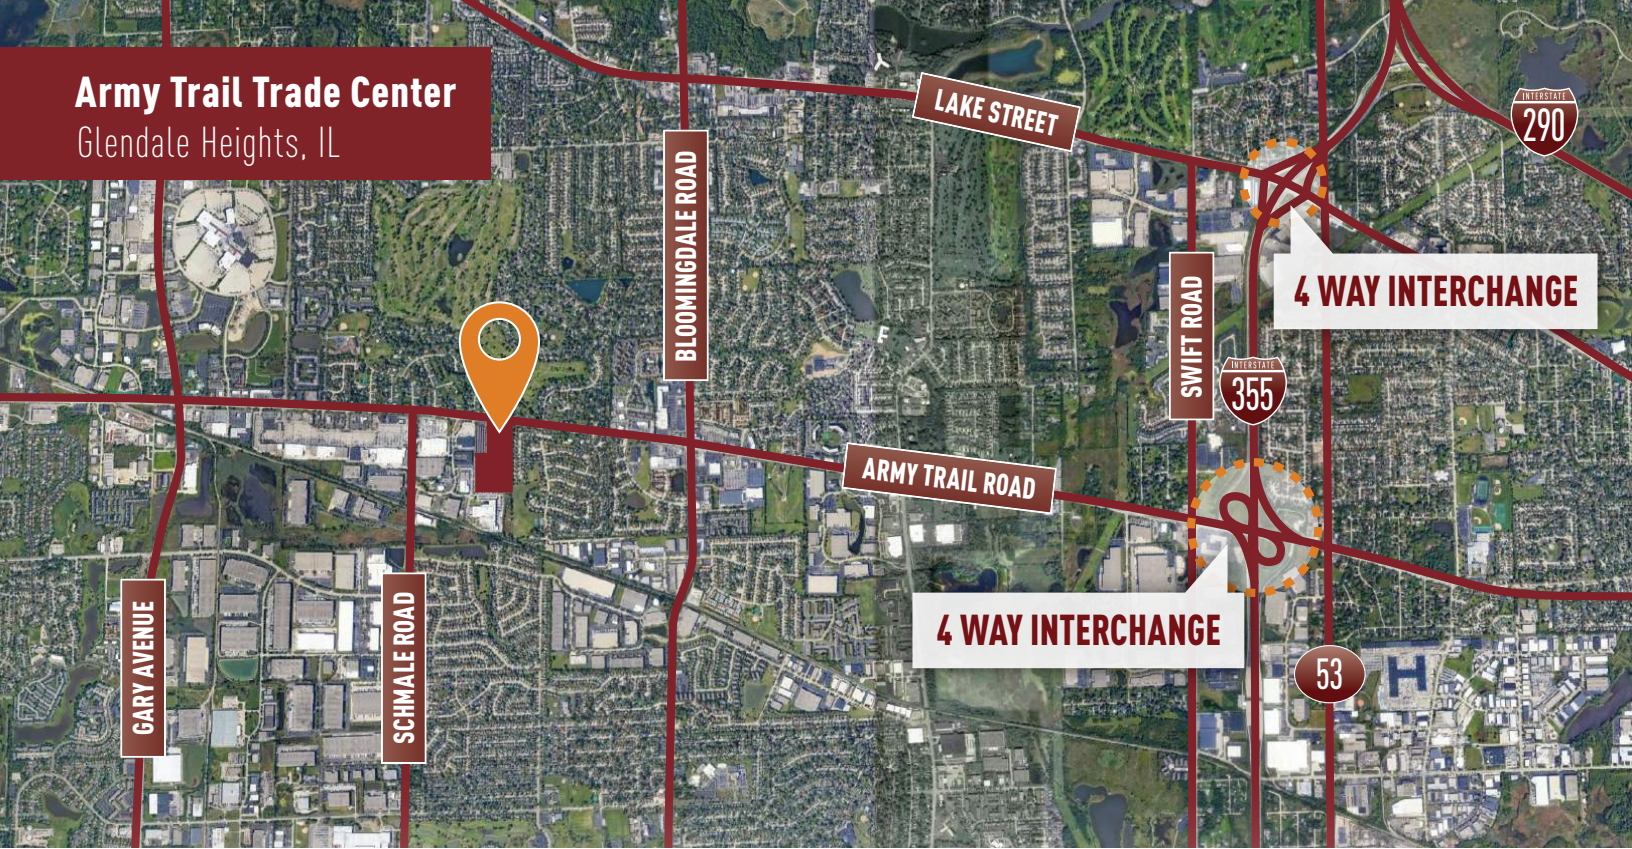 Army Trail Trade Center
Glendale Heights, IL
LAKE STREET
INTERSTATE
290
BLOOMINGDALE ROAD
4 WAY INTERCHANGE
SWIFT ROAD
INTERSTATE
355
F
ARMY TRAIL ROAD
4 WAY INTERCHANGE
GARY AVENUE
SCHMALE ROAD
53